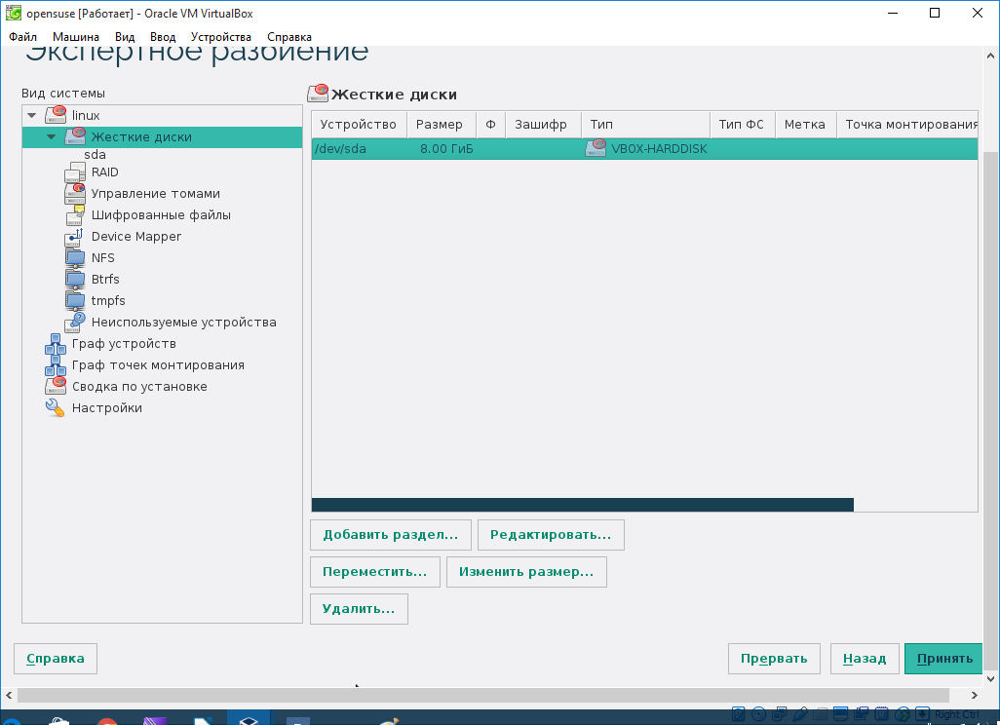 opensuse [Работает] - Oracle VM VirtualBox
Файл Машина Вид Ввод Устройства Справка
Экспертное разбиение
Вид системы
linux
Жесткие диски
sda
RAID
Управление томами
Шифрованные файлы
Device Mapper
NFS
Btrfs
tmpfs
Неиспользуемые устройства
Граф устройств
Граф точек монтирования
Сводка по установке
Настройки
Жесткие диски
Устройство Размер Ф Зашифр Тип Тип ФС Метка Точка монтирования
/dev/sda 8.00 ГиБ VBOX-HARDDISK
Добавить раздел... Редактировать...
Переместить... Изменить размер...
Удалить...
Справка Прервать Назад Принять
Right Ctrl